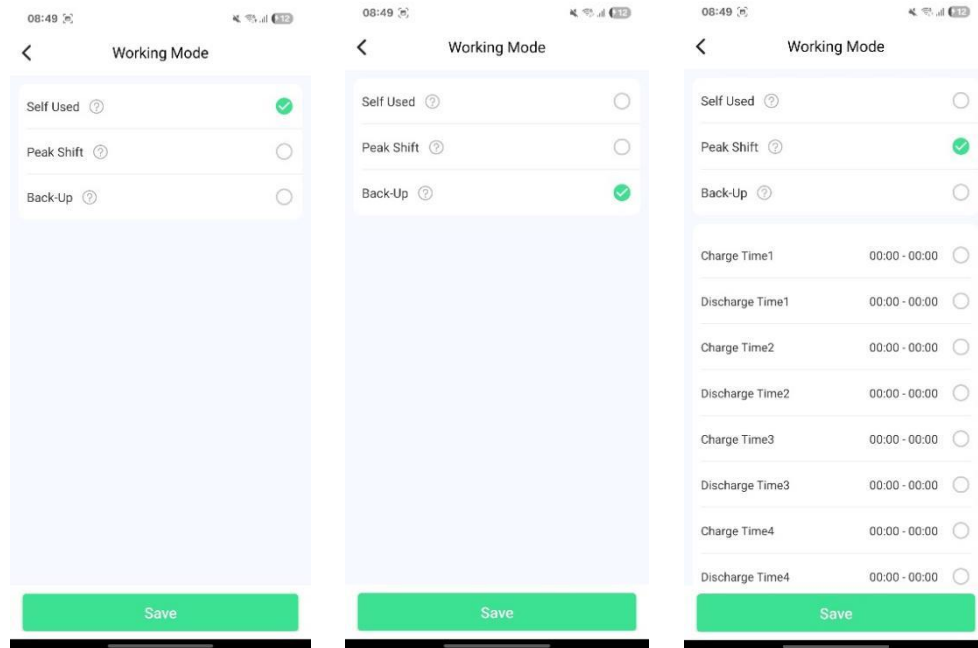 08:49
12
Working Mode
Self Used ?
Peak Shift ?
Back-Up ?
Save
08:49
12
Working Mode
Self Used ?
Peak Shift ?
Back-Up ?
Save
08:49
12
Working Mode
Self Used ?
Peak Shift ?
Back-Up ?
Charge Time1 00:00 - 00:00
Discharge Time1 00:00 - 00:00
Charge Time2 00:00 - 00:00
Discharge Time2 00:00 - 00:00
Charge Time3 00:00 - 00:00
Discharge Time3 00:00 - 00:00
Charge Time4 00:00 - 00:00
Discharge Time4 00:00 - 00:00
Save